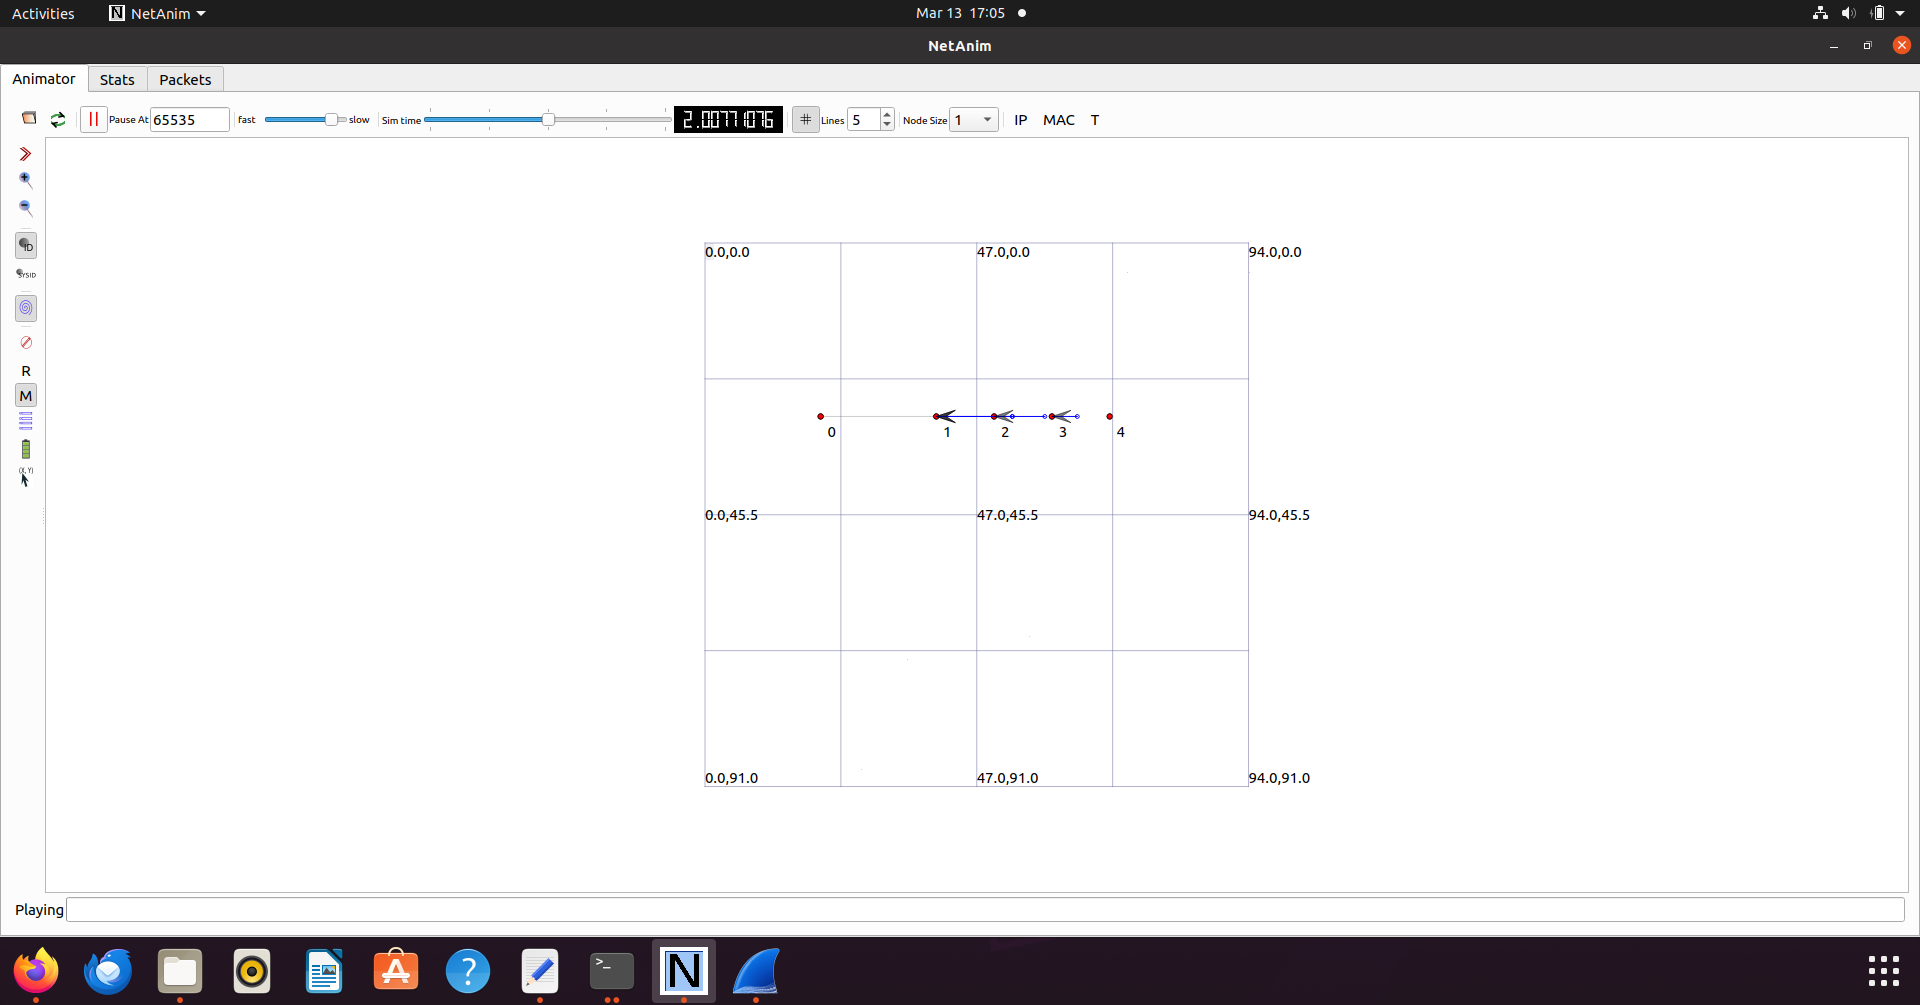 Activities NetAnim Mar 13 17:05
NetAnim
Animator Stats Packets
Pause At 65535 fast slow Sim time 2.00771076 # Lines 5 Node Size 1 IP MAC T
ID
SYSID
R
M
(X, Y)
0.0,0.0 47.0,0.0 94.0,0.0
0 1 2 3 4
0.0,45.5 47.0,45.5 94.0,45.5
0.0,91.0 47.0,91.0 94.0,91.0
Playing
?
>_
N